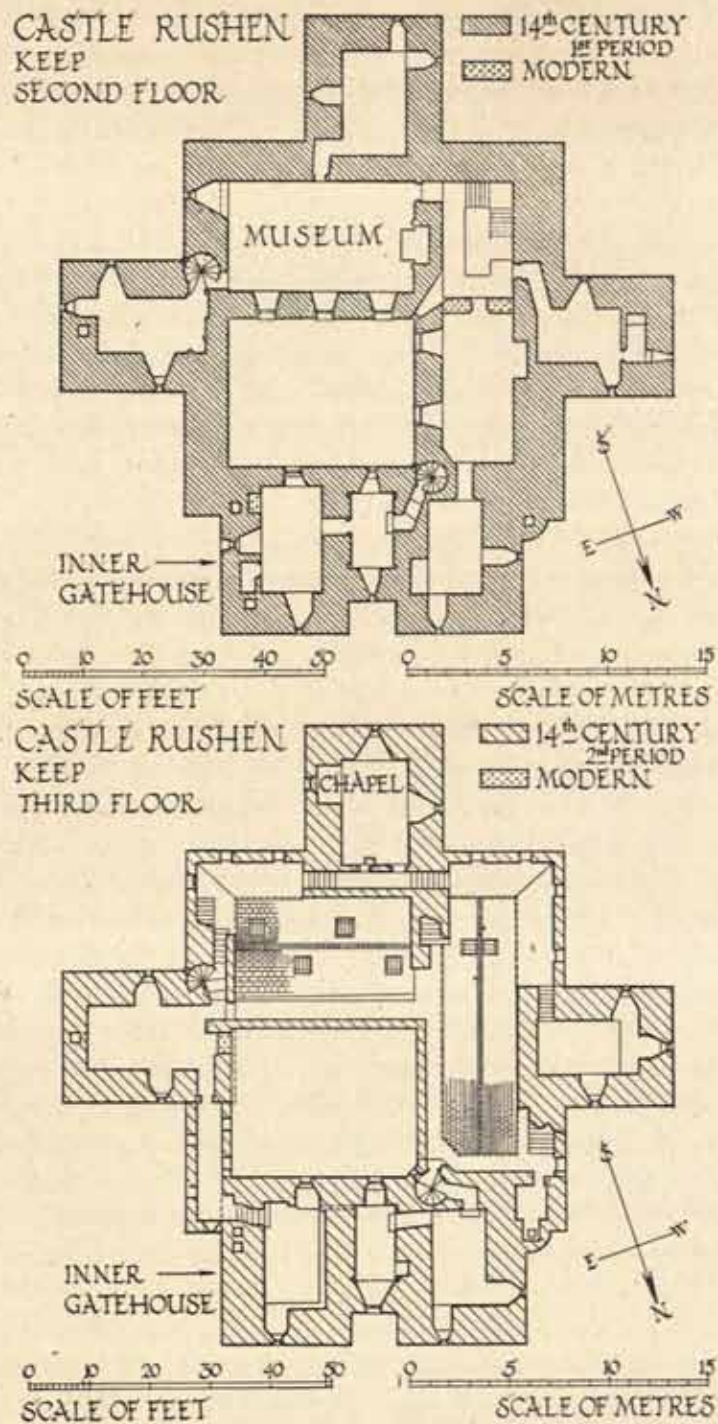 CASTLE RUSHEN
KEEP
SECOND FLOOR
14th CENTURY
1st PERIOD
MODERN
MUSEUM
S
E W
N
INNER
GATEHOUSE
0 10 20 30 40 50
SCALE OF FEET
0 5 10 15
SCALE OF METRES
CASTLE RUSHEN
KEEP
THIRD FLOOR
14th CENTURY
2nd PERIOD
MODERN
CHAPEL
S
E W
N
INNER
GATEHOUSE
0 10 20 30 40 50
SCALE OF FEET
0 5 10 15
SCALE OF METRES